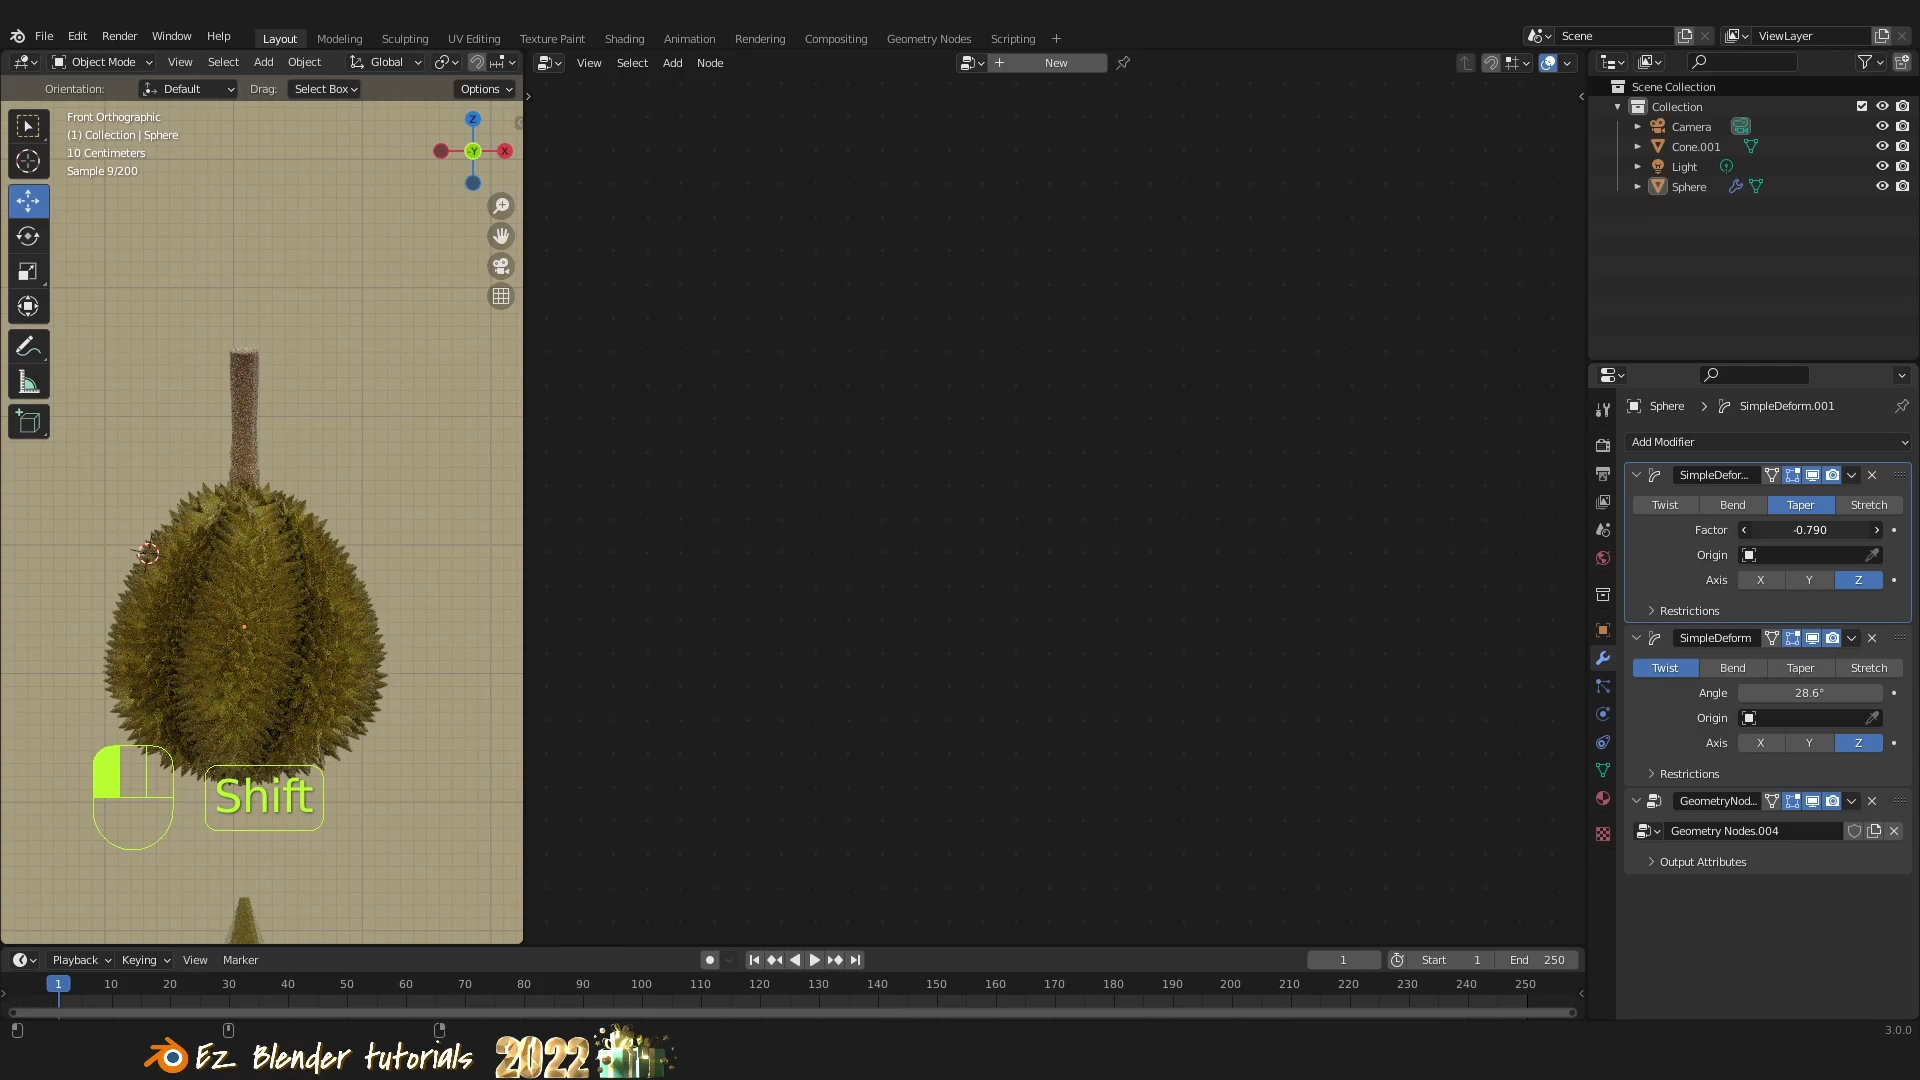 File Edit Render Window Help
Layout Modeling Sculpting UV Editing Texture Paint Shading Animation Rendering Compositing Geometry Nodes Scripting +
Scene
ViewLayer
Object Mode View Select Add Object Global
View Select Add Node
+ New
Orientation: Default Drag: Select Box Options
Front Orthographic
(1) Collection | Sphere
10 Centimeters
Sample 9/200
Z
-Y
X
Shift
Scene Collection
Collection
Camera
Cone.001
Light
Sphere
Sphere > SimpleDeform.001
Add Modifier
SimpleDefor...
Twist Bend Taper Stretch
Factor -0.790
Origin
Axis X Y Z
Restrictions
SimpleDeform
Twist Bend Taper Stretch
Angle 28.6°
Origin
Axis X Y Z
Restrictions
GeometryNod...
Geometry Nodes.004
Output Attributes
Playback Keying View Marker
1 Start 1 End 250
1 10 20 30 40 50 60 70 80 90 100 110 120 130 140 150 160 170 180 190 200 210 220 230 240 250
3.0.0
Ez Blender tutorials 2022